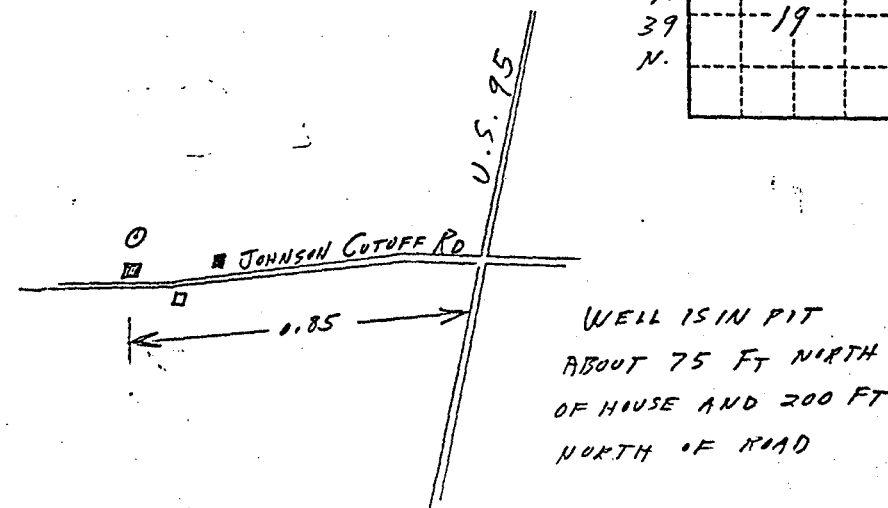 39
N.
19
U.S. 95
JOHNSON CUTUFF RD
0.85
WELL IS IN PIT
ABOUT 75 FT NORTH
OF HOUSE AND 200 FT
NORTH OF ROAD